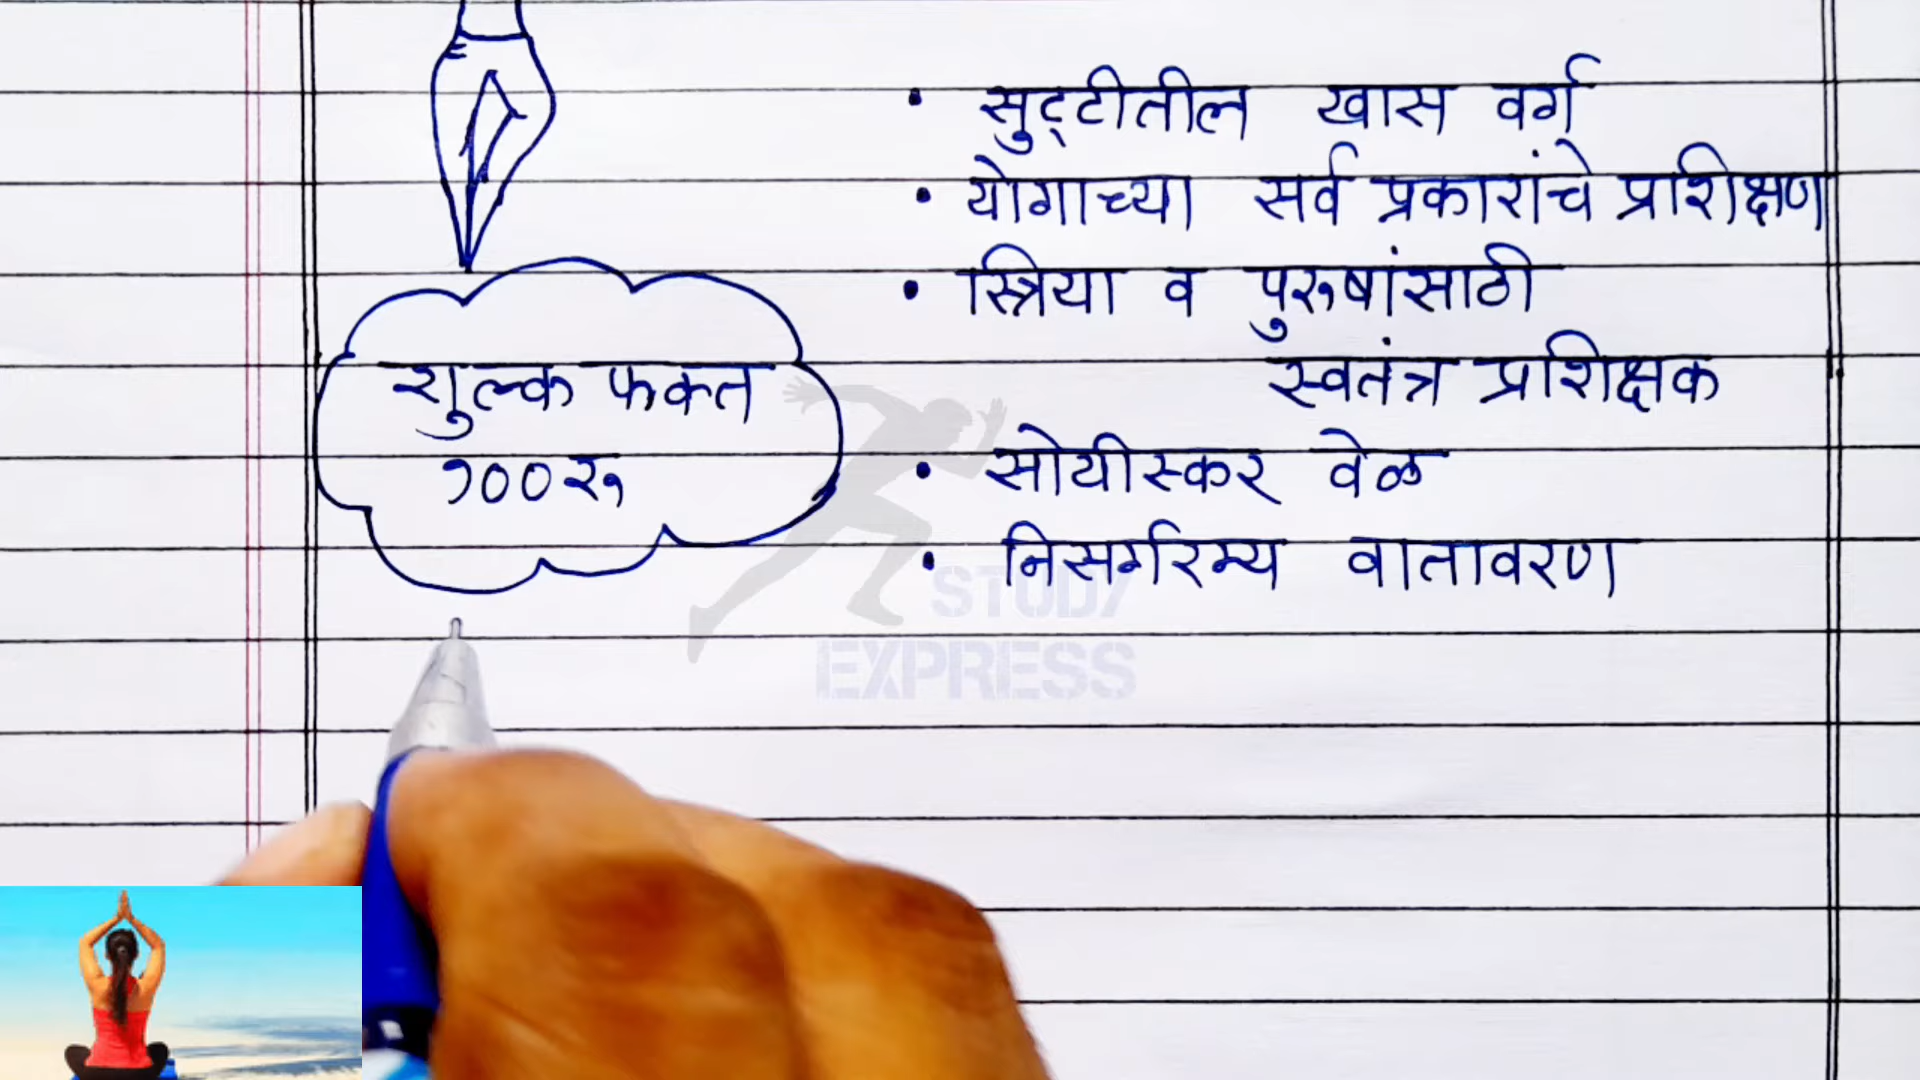 सुट्टीतील खास वर्ग
योगाच्या सर्व प्रकारांचे प्रशिक्षण
स्त्रिया व पुरुषांसाठी
स्वतंत्र प्रशिक्षक
सोयीस्कर वेळ
निसर्गरम्य वातावरण
शुल्क फक्त
१००रु
STUDY
EXPRESS